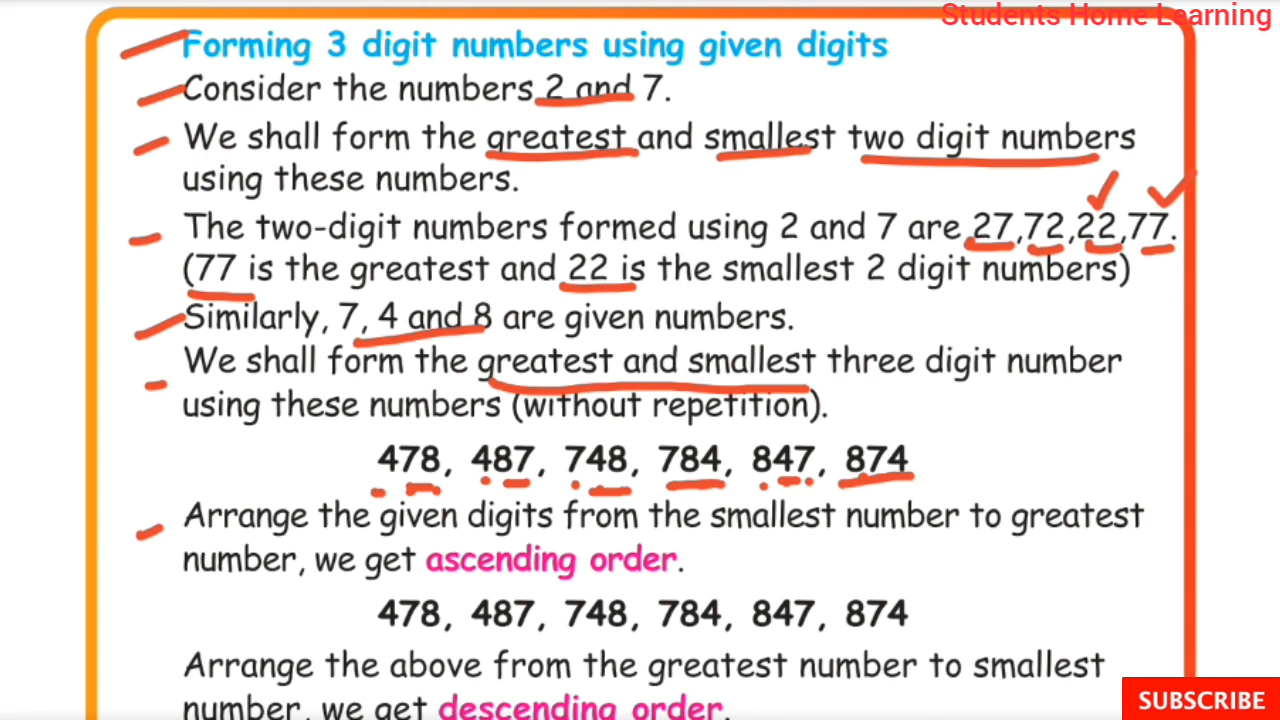 Students Home Learning
Forming 3 digit numbers using given digits
Consider the numbers 2 and 7.
We shall form the greatest and smallest two digit numbers
using these numbers.
The two-digit numbers formed using 2 and 7 are 27,72,22,77.
(77 is the greatest and 22 is the smallest 2 digit numbers)
Similarly, 7, 4 and 8 are given numbers.
We shall form the greatest and smallest three digit number
using these numbers (without repetition).
478, 487, 748, 784, 847, 874
Arrange the given digits from the smallest number to greatest
number, we get ascending order.
478, 487, 748, 784, 847, 874
Arrange the above from the greatest number to smallest
number, we get descending order.
SUBSCRIBE